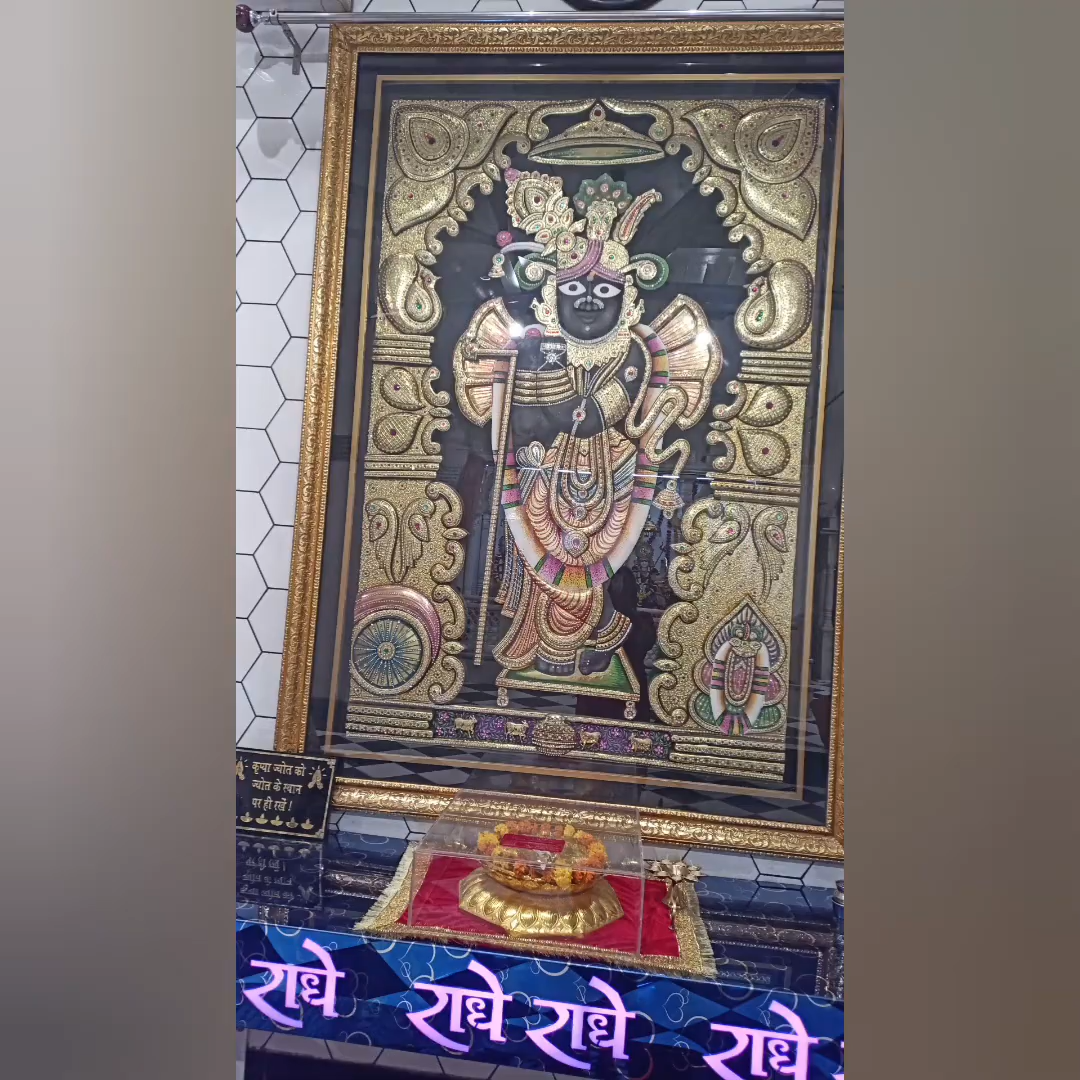 कृप्या ज्योत को
ज्योत के स्थान
पर ही रखें !
राधे राधे राधे राधे